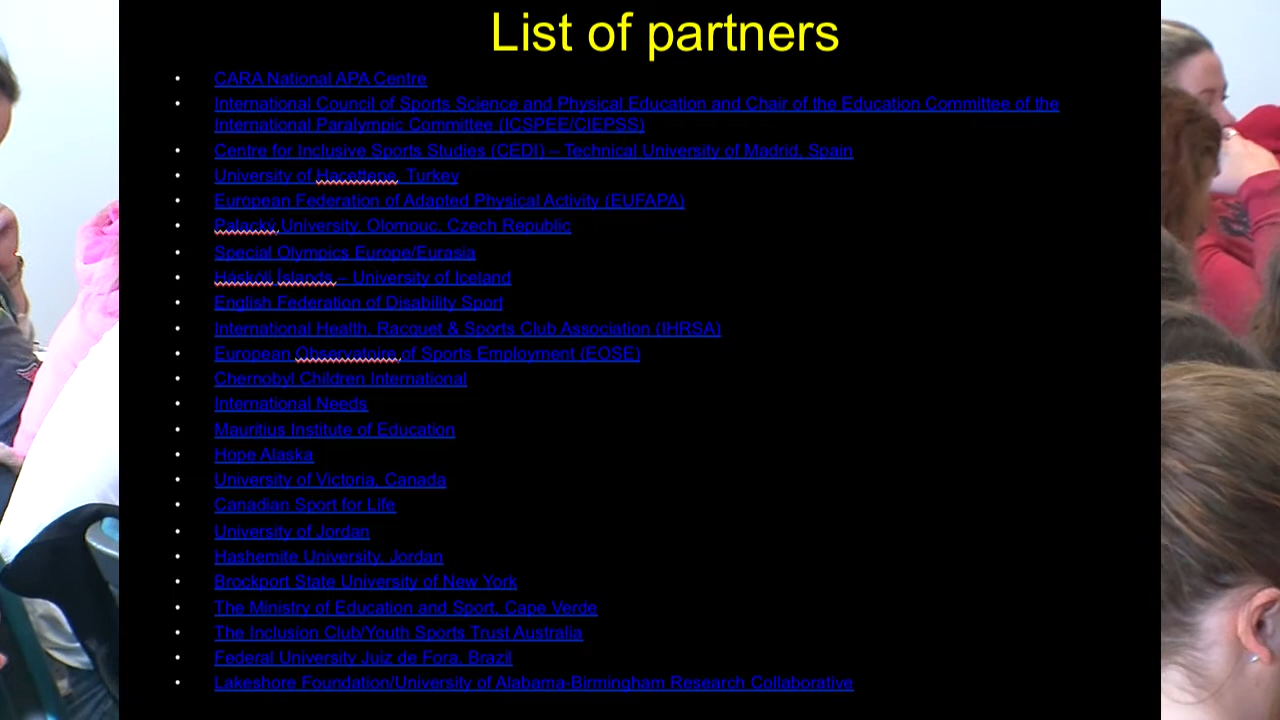 List of partners
• CARA National APA Centre
• International Council of Sports Science and Physical Education and Chair of the Education Committee of the
International Paralympic Committee (ICSPEE/CIEPSS)
• Centre for Inclusive Sports Studies (CEDI) – Technical University of Madrid, Spain
• University of Hacettepe, Turkey
• European Federation of Adapted Physical Activity (EUFAPA)
• Palacký University, Olomouc, Czech Republic
• Special Olympics Europe/Eurasia
• Háskóli Íslands – University of Iceland
• English Federation of Disability Sport
• International Health, Racquet & Sports Club Association (IHRSA)
• European Observatoire of Sports Employment (EOSE)
• Chernobyl Children International
• International Needs
• Mauritius Institute of Education
• Hope Alaska
• University of Victoria, Canada
• Canadian Sport for Life
• University of Jordan
• Hashemite University, Jordan
• Brockport State University of New York
• The Ministry of Education and Sport, Cape Verde
• The Inclusion Club/Youth Sports Trust Australia
• Federal University Juiz de Fora, Brazil
• Lakeshore Foundation/University of Alabama-Birmingham Research Collaborative